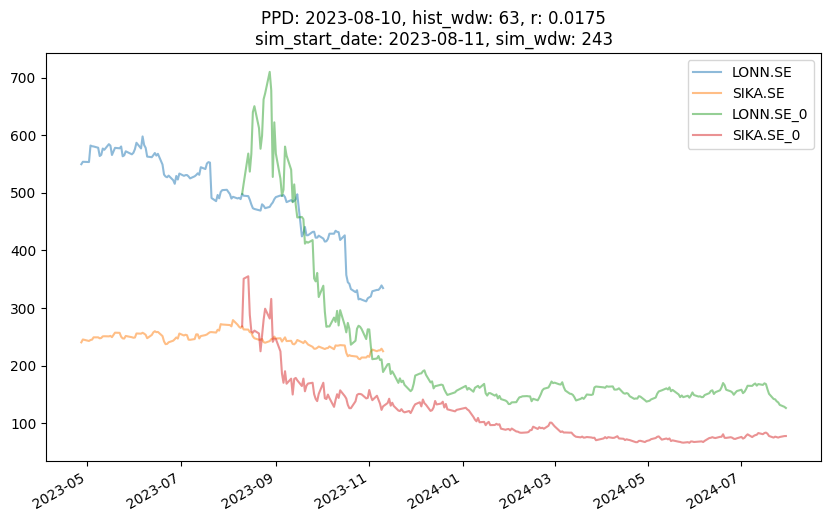 PPD: 2023-08-10, hist_wdw: 63, r: 0.0175
sim_start_date: 2023-08-11, sim_wdw: 243
LONN.SE
SIKA.SE
LONN.SE_0
SIKA.SE_0
700
600
500
400
300
200
100
2023-05
2023-07
2023-09
2023-11
2024-01
2024-03
2024-05
2024-07